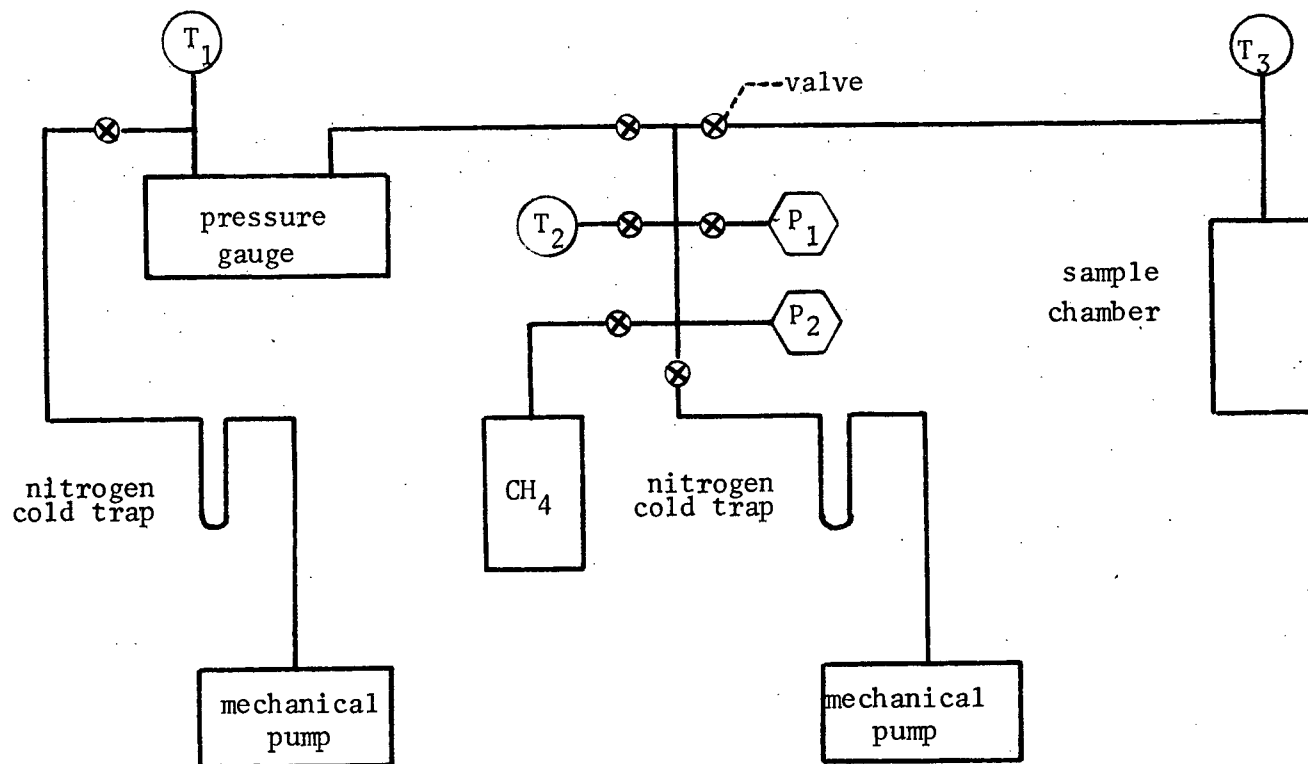 T1
T3
valve
pressure
gauge
T2
P1
sample
chamber
P2
nitrogen
cold trap
CH4
nitrogen
cold trap
mechanical
pump
mechanical
pump